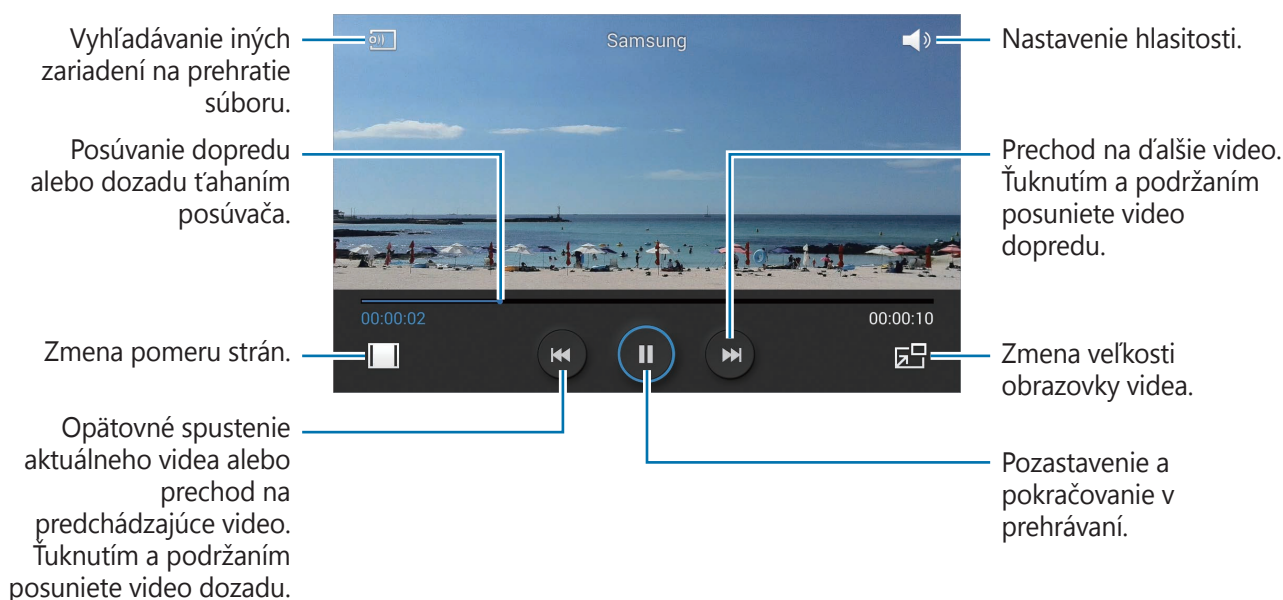 Vyhľadávanie iných
zariadení na prehratie
súboru.
Samsung
Nastavenie hlasitosti.
Posúvanie dopredu
alebo dozadu ťahaním
posúvača.
Prechod na ďalšie video.
Ťuknutím a podržaním
posuniete video
dopredu.
00:00:02
00:00:10
Zmena pomeru strán.
Zmena veľkosti
obrazovky videa.
Opätovné spustenie
aktuálneho videa alebo
prechod na
predchádzajúce video.
Ťuknutím a podržaním
posuniete video dozadu.
Pozastavenie a
pokračovanie v
prehrávaní.